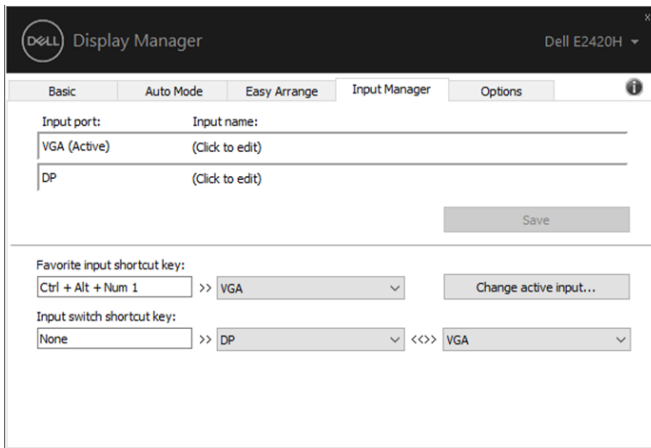 DELL Display Manager
Dell E2420H
Basic Auto Mode Easy Arrange Input Manager Options i
Input port: Input name:
VGA (Active) (Click to edit)
DP (Click to edit)
Save
Favorite input shortcut key:
Ctrl + Alt + Num 1 >> VGA Change active input...
Input switch shortcut key:
None >> DP <<>> VGA